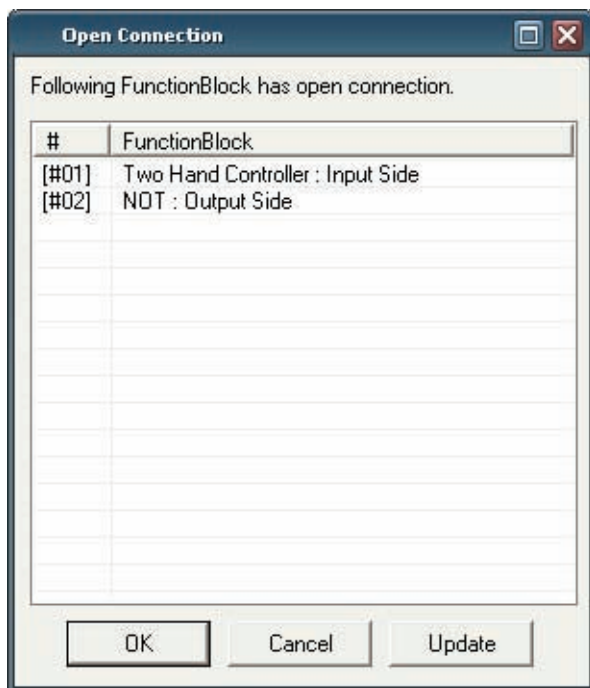 Open Connection
Following FunctionBlock has open connection.
# FunctionBlock
[#01] Two Hand Controller : Input Side
[#02] NOT : Output Side
OK Cancel Update